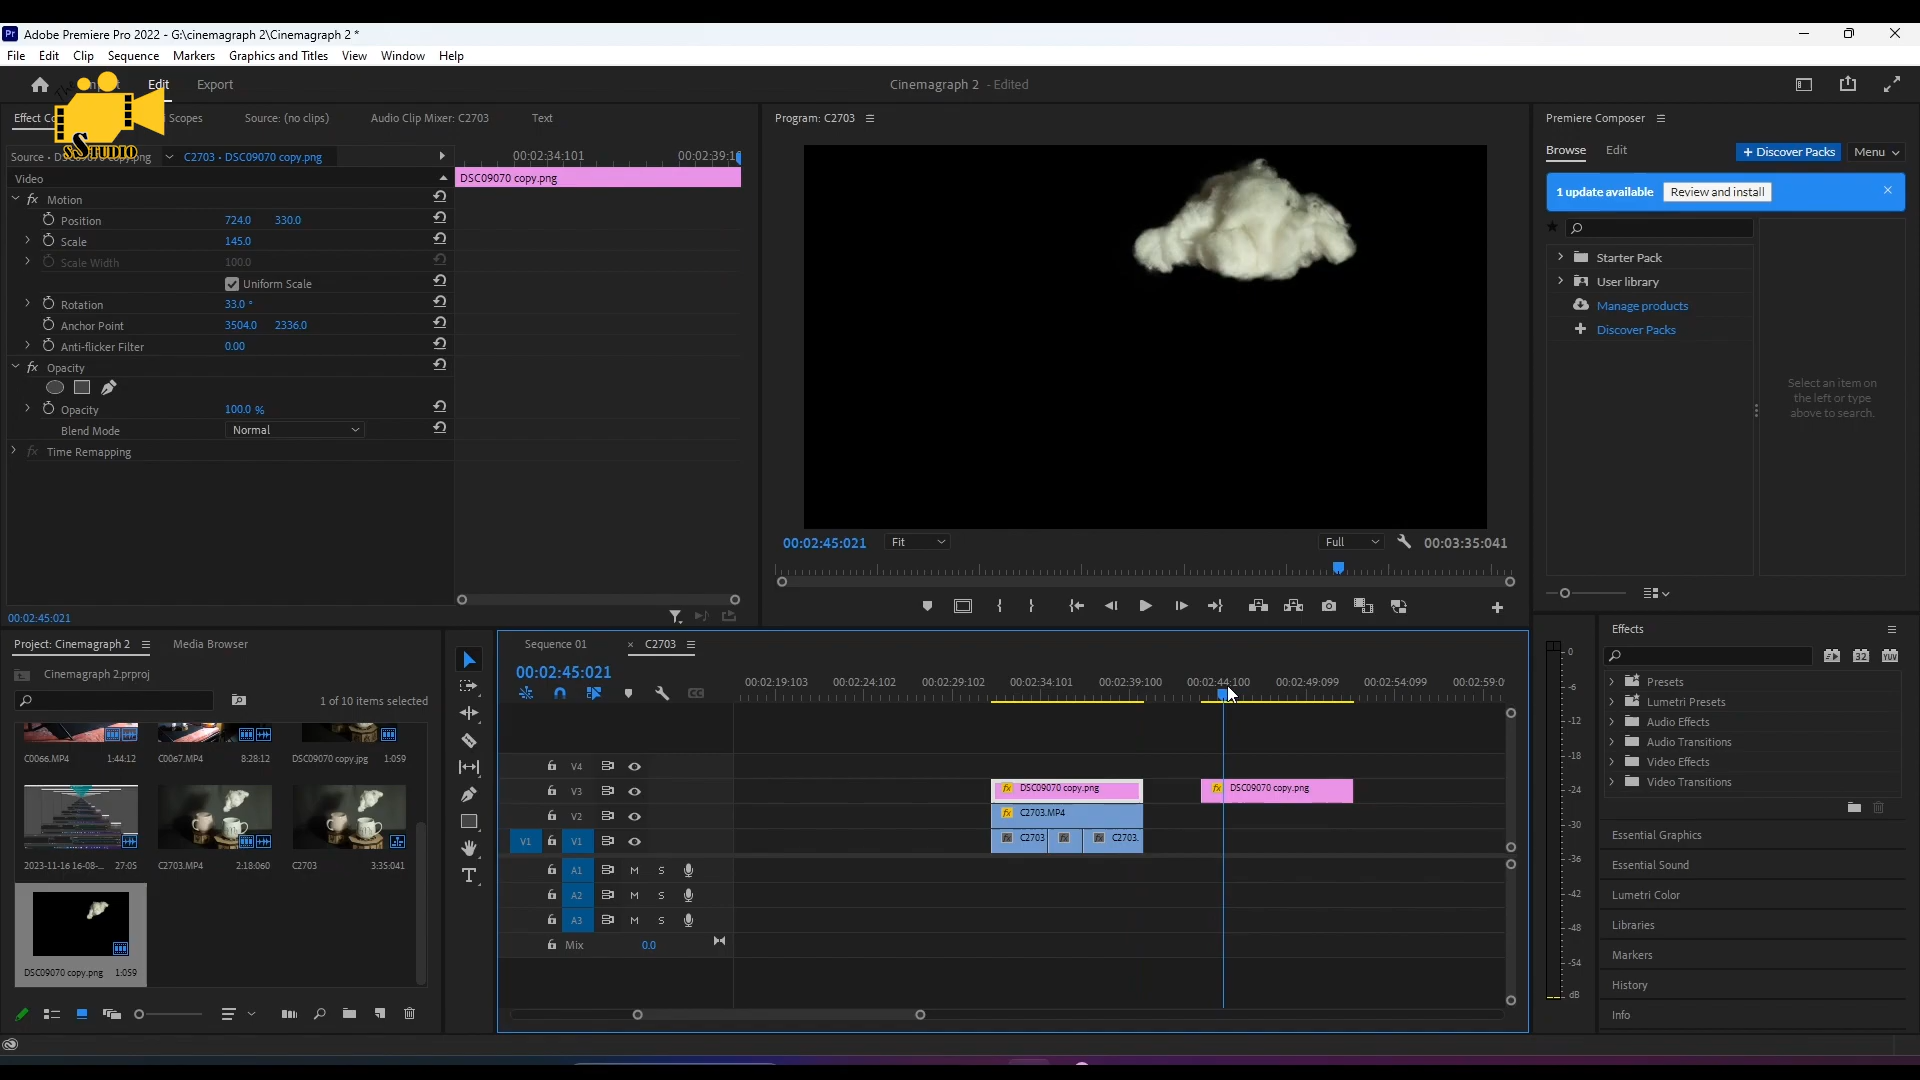 Adobe Premiere Pro 2022 - G:\cinemagraph 2\Cinemagraph 2 *
File Edit Clip Sequence Markers Graphics and Titles View Window Help
Edit Export
Cinemagraph 2 - Edited
SSTUDIO
Source: (no clips) Audio Clip Mixer: C2703 Text
C2703 • DSC09070 copy.png
00:02:34:101
Video
DSC09070 copy.png
Motion
Position 724.0 330.0
Scale 145.0
Scale Width 100.0
Uniform Scale
Rotation 33.0 °
Anchor Point 3504.0 2336.0
Anti-flicker Filter 0.00
Opacity
Opacity 100.0 %
Blend Mode Normal
Time Remapping
00:02:45:021
Program: C2703
00:02:45:021 Fit Full 00:03:35:041
Premiere Composer
Browse Edit + Discover Packs Menu
1 update available Review and install
Starter Pack
User library
Manage products
Discover Packs
Select an item on
the left or type
above to search.
Project: Cinemagraph 2 Media Browser
Cinemagraph 2.prproj
1 of 10 items selected
C0066.MP4 1:44:12 C0067.MP4 8:28:12 DSC09070 copy.jpg 1:059
2023-11-16 16-08-... 27:05 C2703.MP4 2:18:060 C2703 3:35:041
DSC09070 copy.png 1:059
Sequence 01 C2703
00:02:45:021
00:02:19:103 00:02:24:102 00:02:29:102 00:02:34:101 00:02:39:100 00:02:44:100 00:02:49:099 00:02:54:099 00:02:59:0
V4
V3 fx DSC09070 copy.png fx DSC09070 copy.png
V2 fx C2703.MP4
V1 V1 fx C2703 fx fx C2703.
A1 M S
A2 M S
A3 M S
Mix 0.0
0
-6
-12
-18
-24
-30
-36
-42
-48
-54
dB
Effects
32 YUV
Presets
Lumetri Presets
Audio Effects
Audio Transitions
Video Effects
Video Transitions
Essential Graphics
Essential Sound
Lumetri Color
Libraries
Markers
History
Info